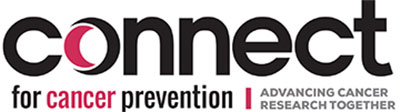 connect
for cancer prevention | ADVANCING CANCER
RESEARCH TOGETHER